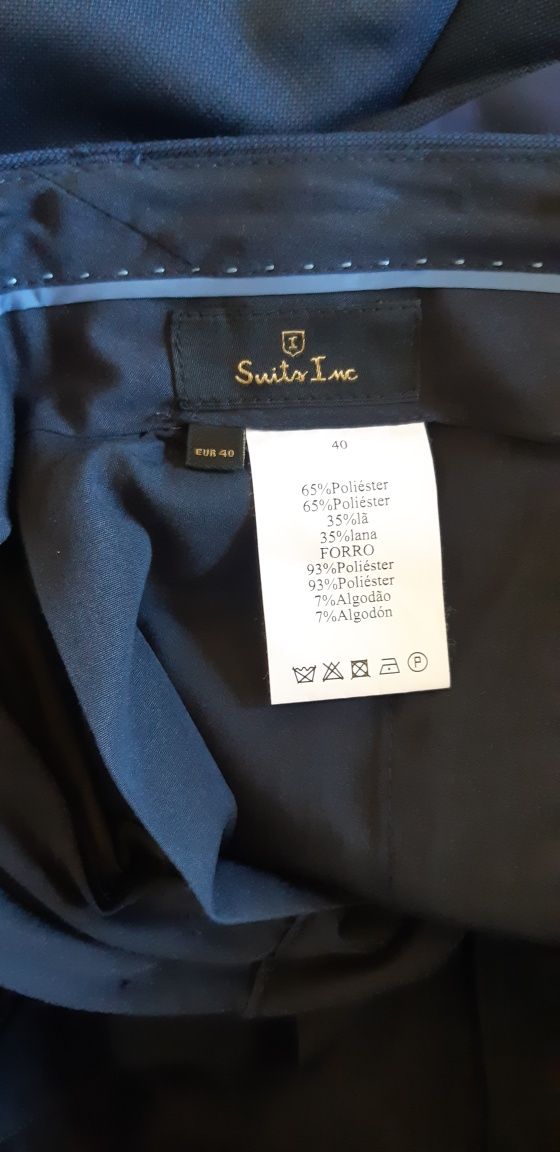 I
Suits Inc
EUR 40
40
65%Poliéster
65%Poliéster
35%lã
35%lana
FORRO
93%Poliéster
93%Poliéster
7%Algodão
7%Algodón
P